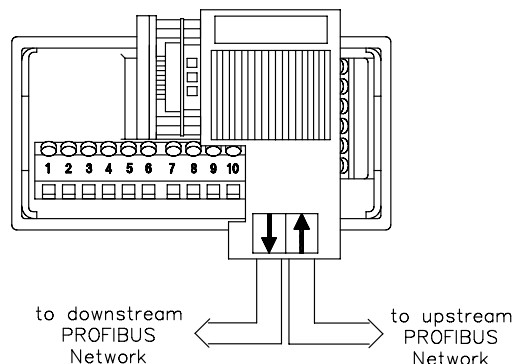 1 2 3 4 5 6 7 8 9 10
to downstream
PROFIBUS
Network
to upstream
PROFIBUS
Network